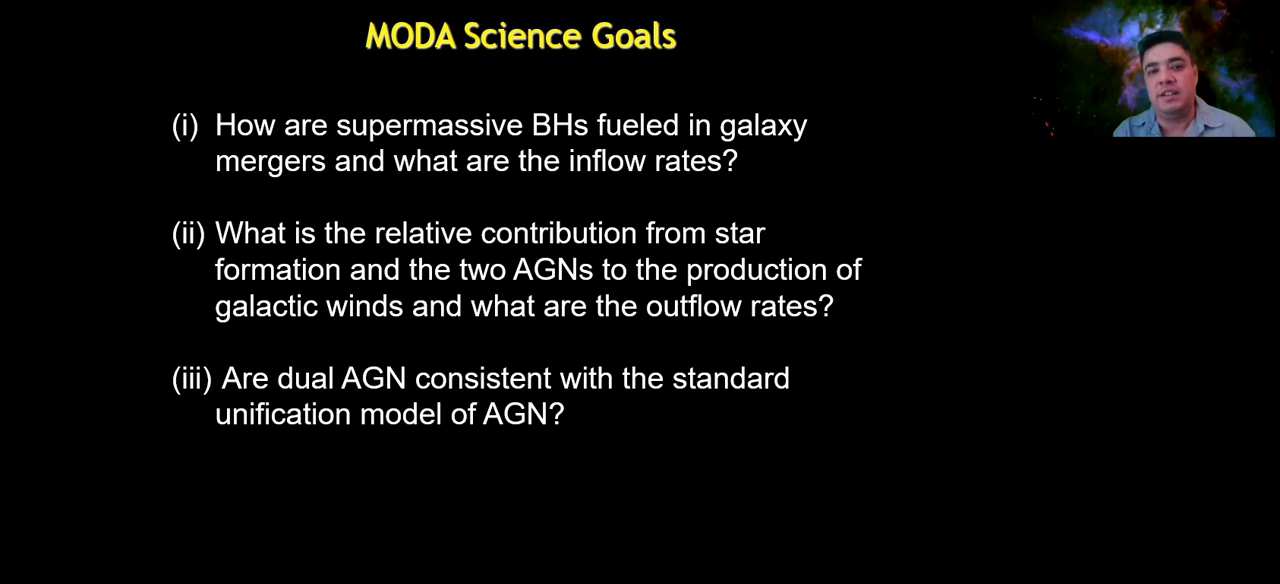 MODA Science Goals
(i) How are supermassive BHs fueled in galaxy
mergers and what are the inflow rates?
(ii) What is the relative contribution from star
formation and the two AGNs to the production of
galactic winds and what are the outflow rates?
(iii) Are dual AGN consistent with the standard
unification model of AGN?